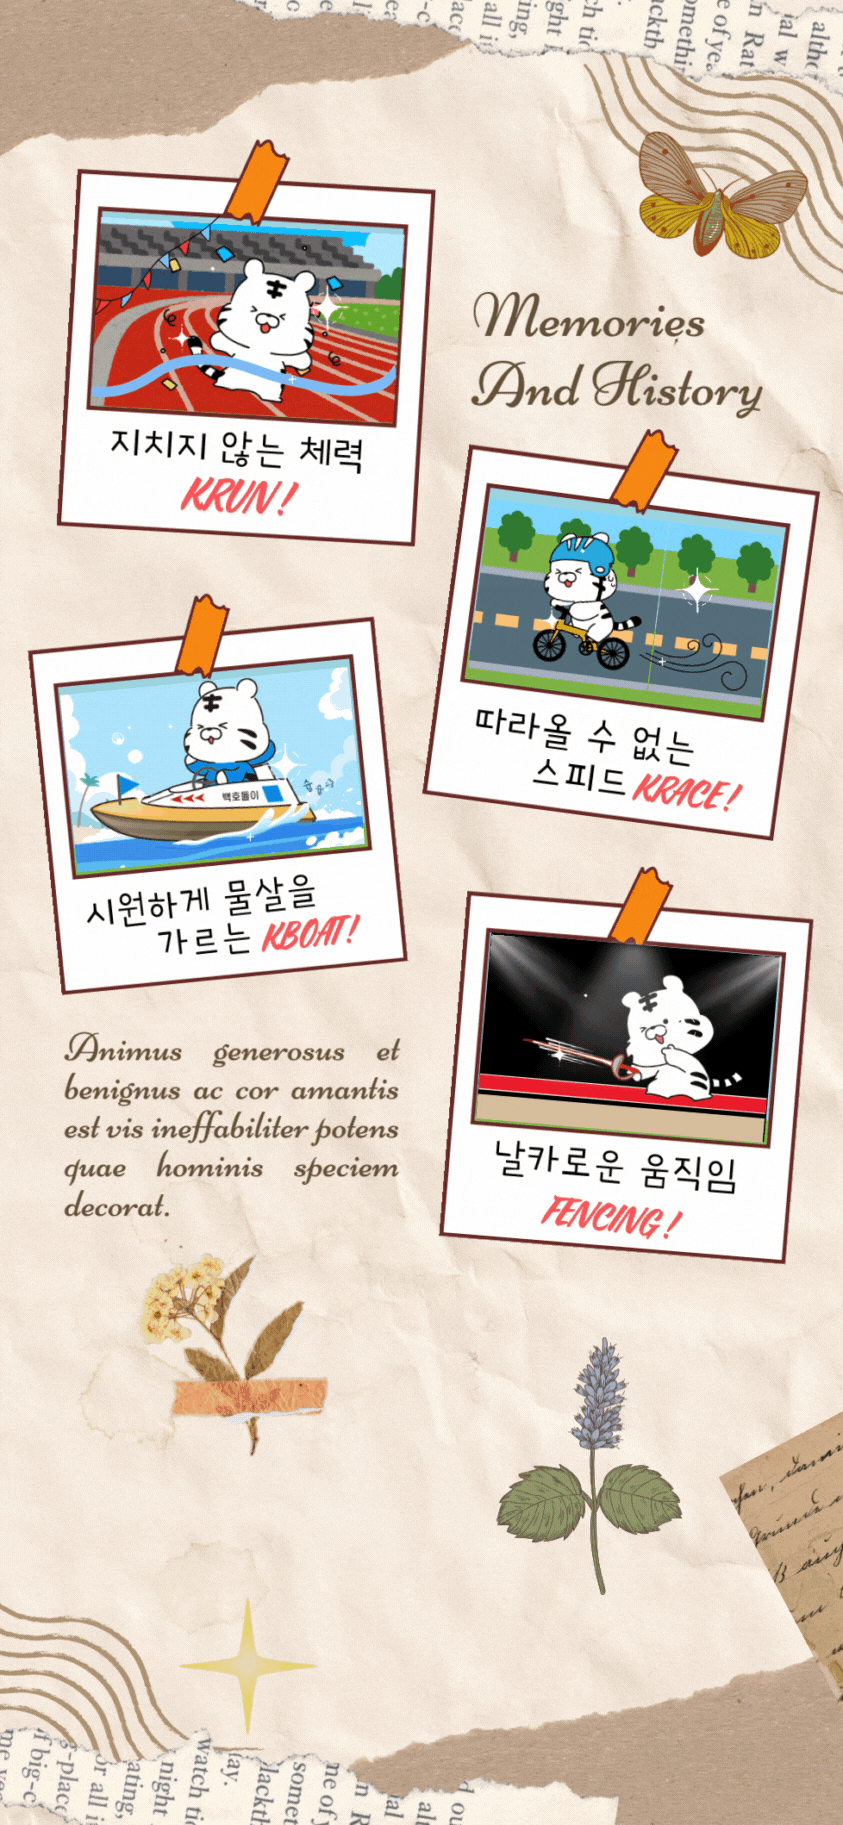 Memories
And History
지치지 않는 체력
KRUN!
따라올 수 없는
스피드 KRACE!
백호돌이
시원하게 물살을
가르는 KBOAT!
날카로운 움직임
FENCING!
Animus generosus et
benignus ac cor amantis
est vis ineffabiliter potens
quae hominis speciem
decorat.